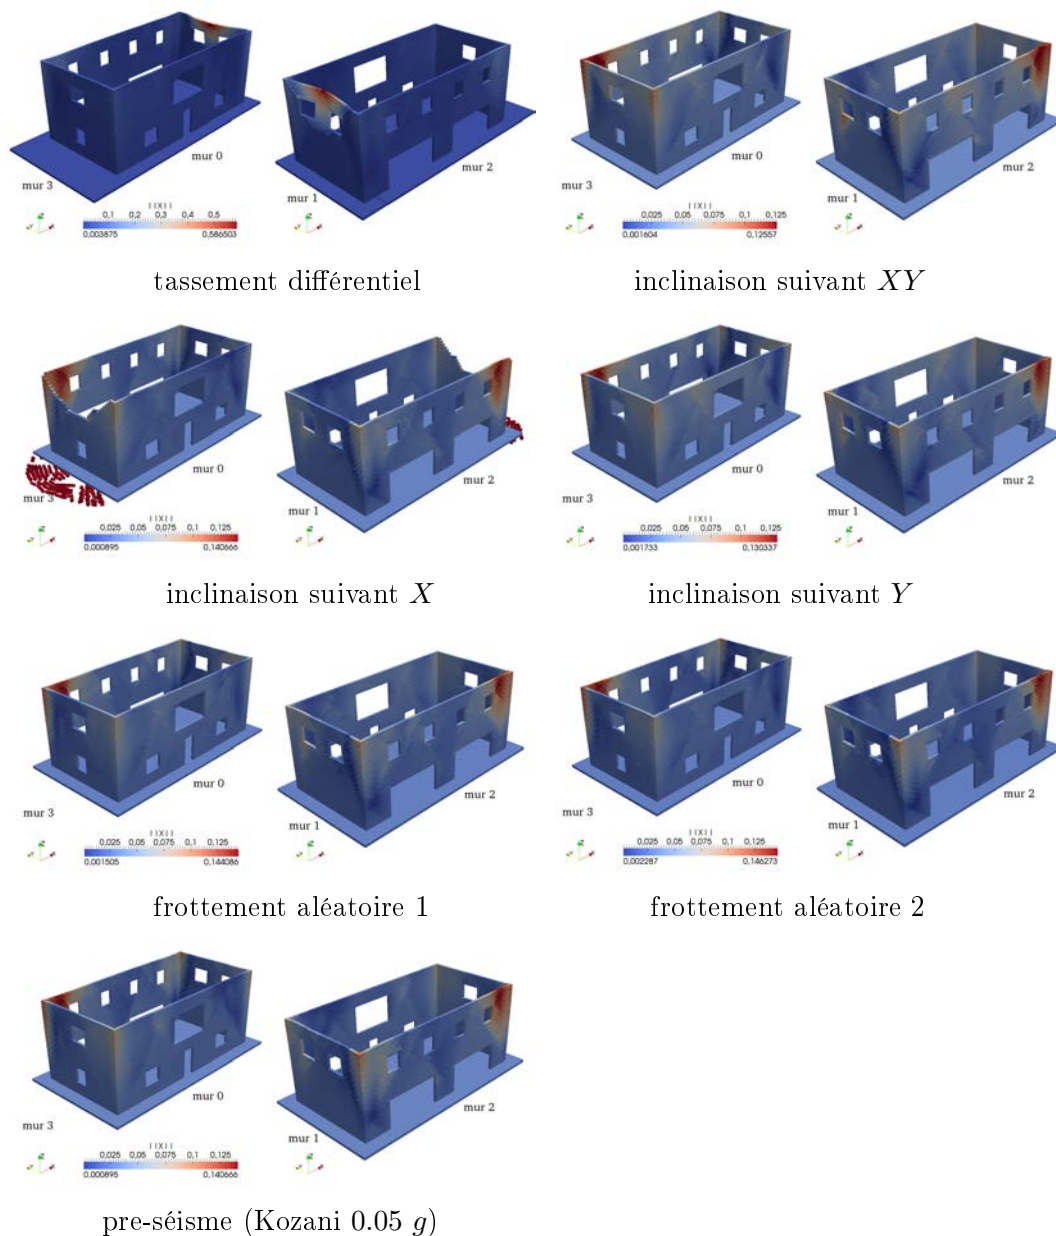 mur 0
mur 3
mur 2
mur 1
||X||
0,1 0,2 0,3 0,4 0,5
0,003875 0,586503
mur 0
mur 3
mur 2
mur 1
||X||
0,025 0,05 0,075 0,1 0,125
0,001604 0,12557
tassement différentiel
inclinaison suivant XY
mur 0
mur 3
mur 2
mur 1
||X||
0,025 0,05 0,075 0,1 0,125
0,000895 0,140666
mur 0
mur 3
mur 2
mur 1
||X||
0,025 0,05 0,075 0,1 0,125
0,001733 0,130337
inclinaison suivant X
inclinaison suivant Y
mur 0
mur 3
mur 2
mur 1
||X||
0,025 0,05 0,075 0,1 0,125
0,001505 0,144086
mur 0
mur 3
mur 2
mur 1
||X||
0,025 0,05 0,075 0,1 0,125
0,002287 0,146273
frottement aléatoire 1
frottement aléatoire 2
mur 0
mur 3
mur 2
mur 1
||X||
0,025 0,05 0,075 0,1 0,125
0,000895 0,140666
pre-séisme (Kozani 0.05 g)